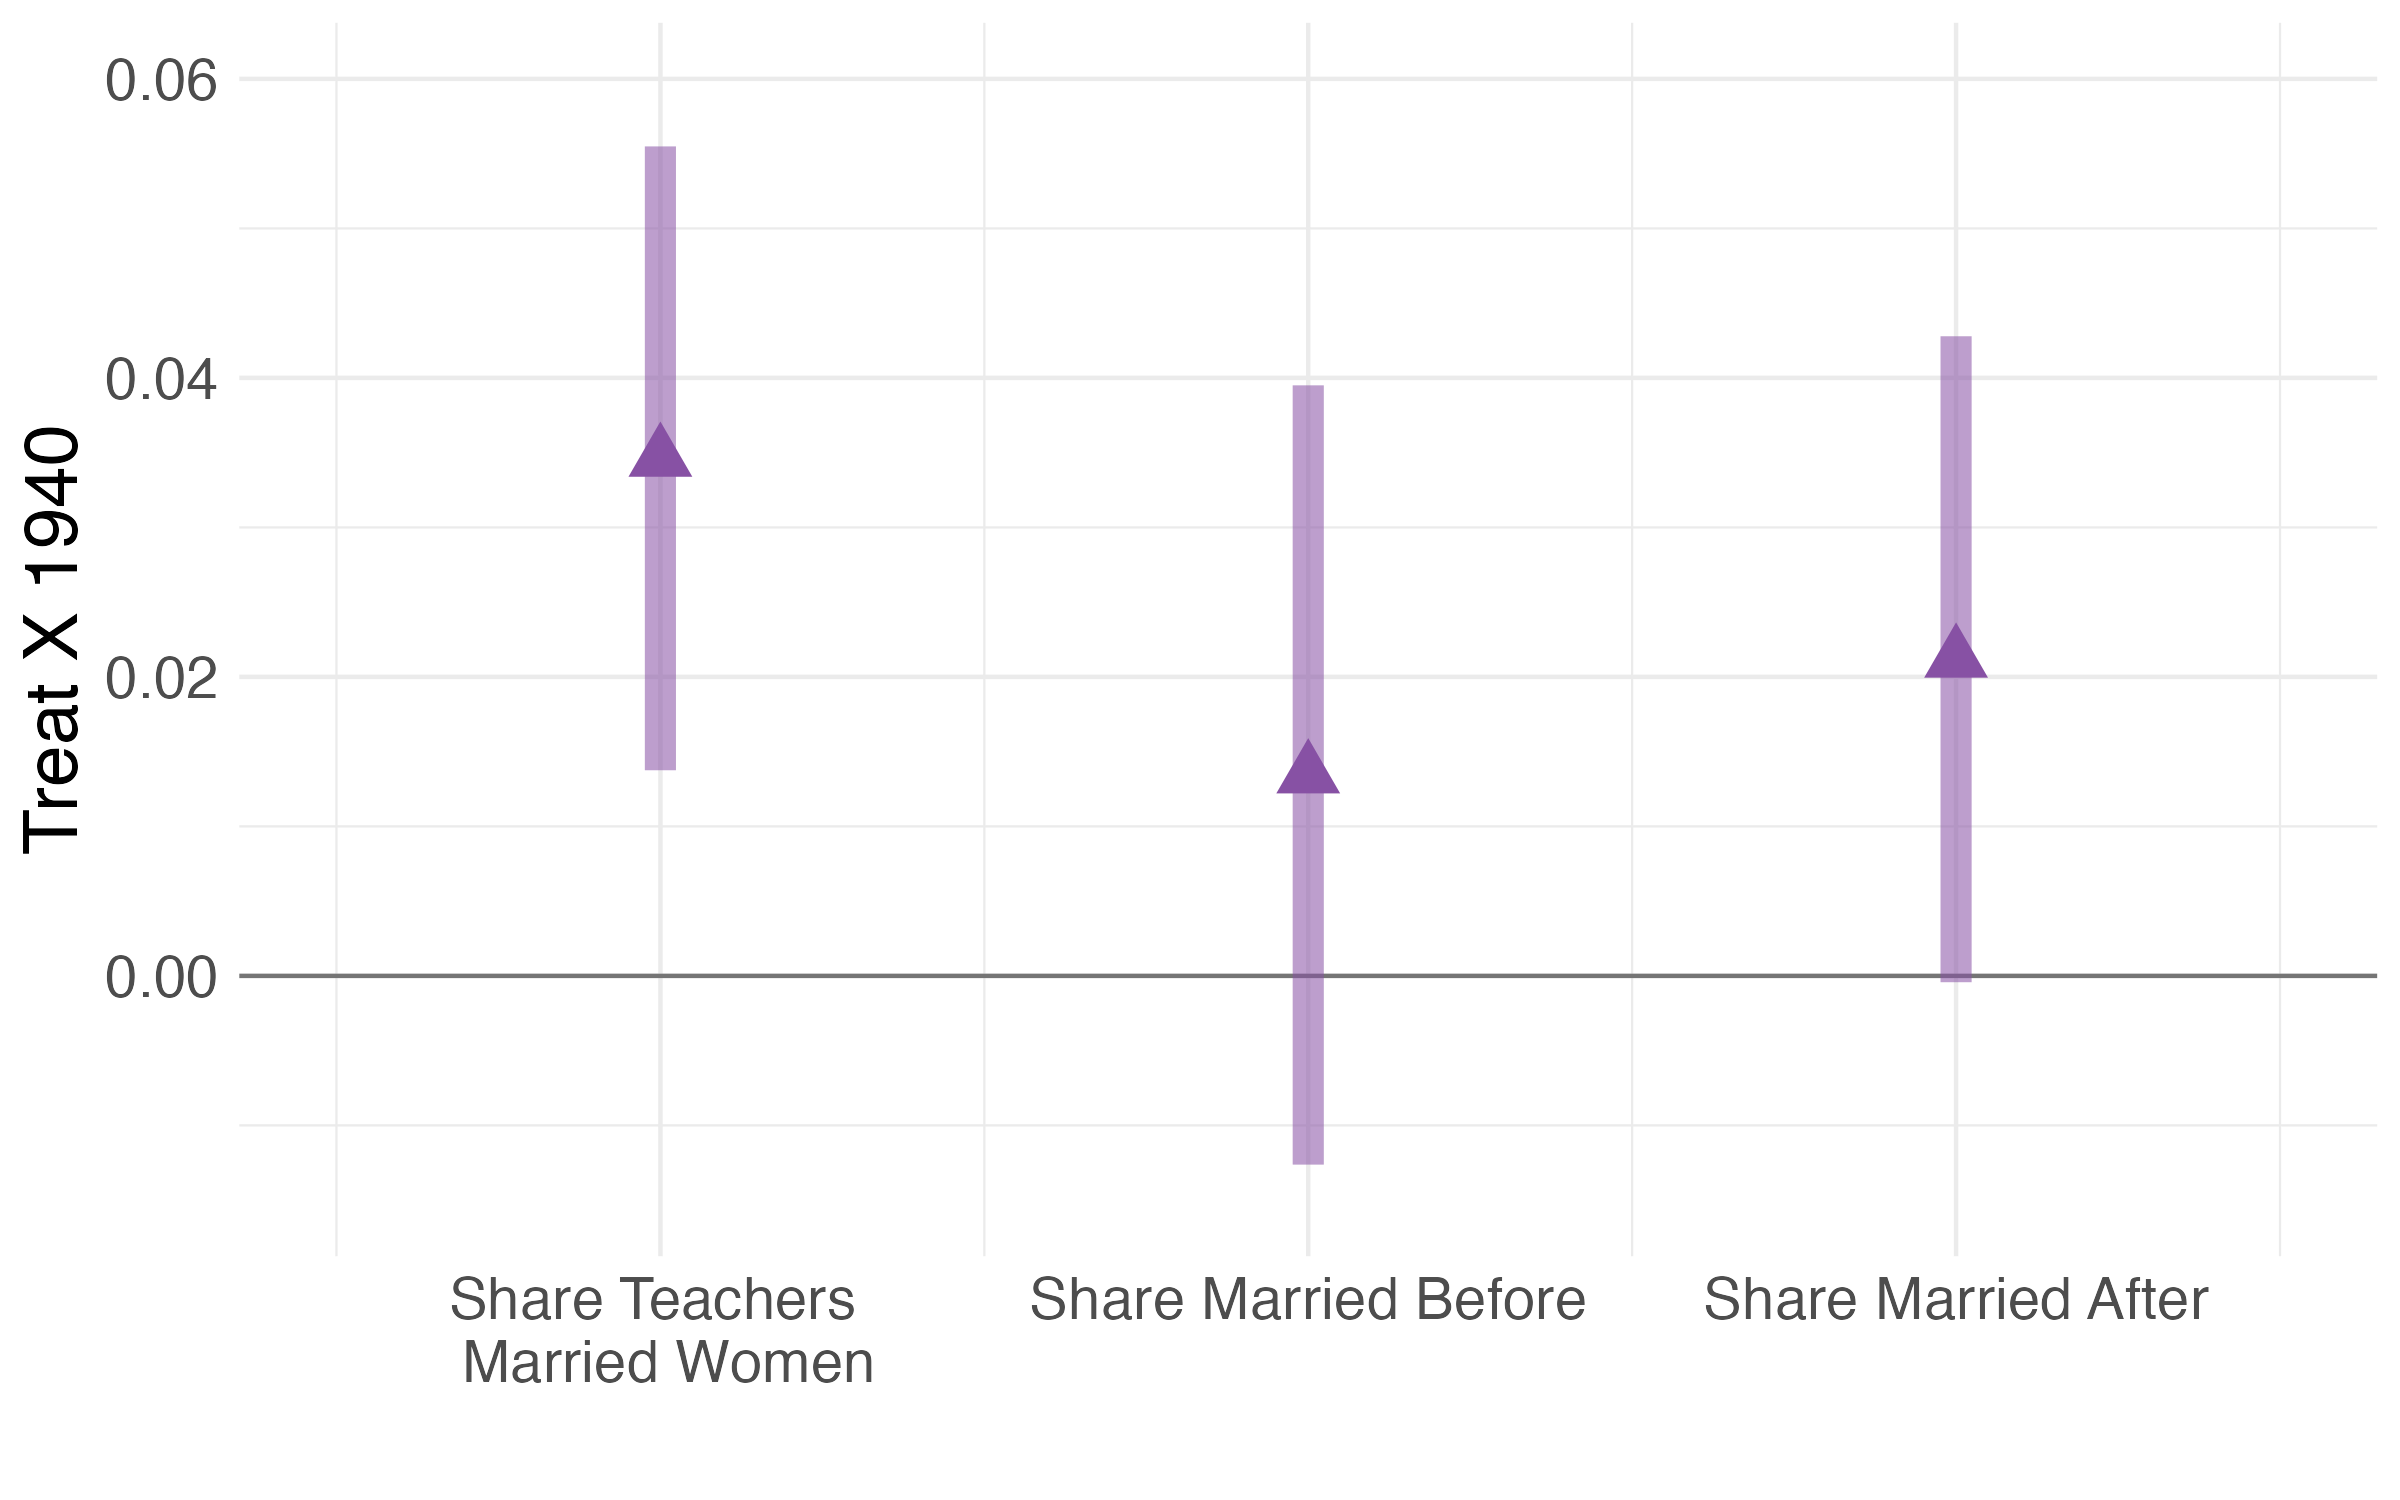 0.06
0.04
0.02
0.00
Treat X 1940
Share Teachers
Married Women
Share Married Before
Share Married After